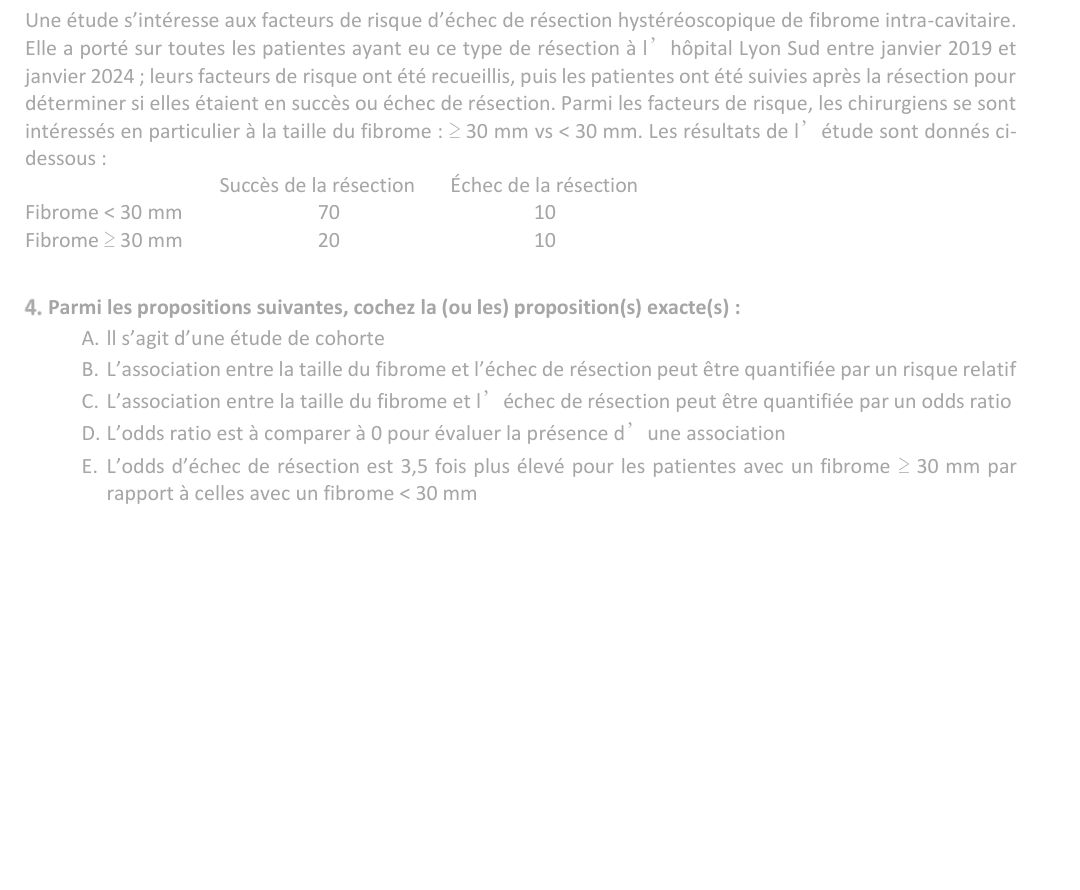 Une étude s’intéresse aux facteurs de risque d’échec de résection hystéréoscopique de fibrome intra-cavitaire.
Elle a porté sur toutes les patientes ayant eu ce type de résection à l’hôpital Lyon Sud entre janvier 2019 et
janvier 2024 ; leurs facteurs de risque ont été recueillis, puis les patientes ont été suivies après la résection pour
déterminer si elles étaient en succès ou échec de résection. Parmi les facteurs de risque, les chirurgiens se sont
intéressés en particulier à la taille du fibrome : ≥ 30 mm vs < 30 mm. Les résultats de l’étude sont donnés ci-
dessous :
Succès de la résection Échec de la résection
Fibrome < 30 mm 70 10
Fibrome ≥ 30 mm 20 10
4. Parmi les propositions suivantes, cochez la (ou les) proposition(s) exacte(s) :
A. Il s’agit d’une étude de cohorte
B. L’association entre la taille du fibrome et l’échec de résection peut être quantifiée par un risque relatif
C. L’association entre la taille du fibrome et l’échec de résection peut être quantifiée par un odds ratio
D. L’odds ratio est à comparer à 0 pour évaluer la présence d’une association
E. L’odds d’échec de résection est 3,5 fois plus élevé pour les patientes avec un fibrome ≥ 30 mm par
rapport à celles avec un fibrome < 30 mm